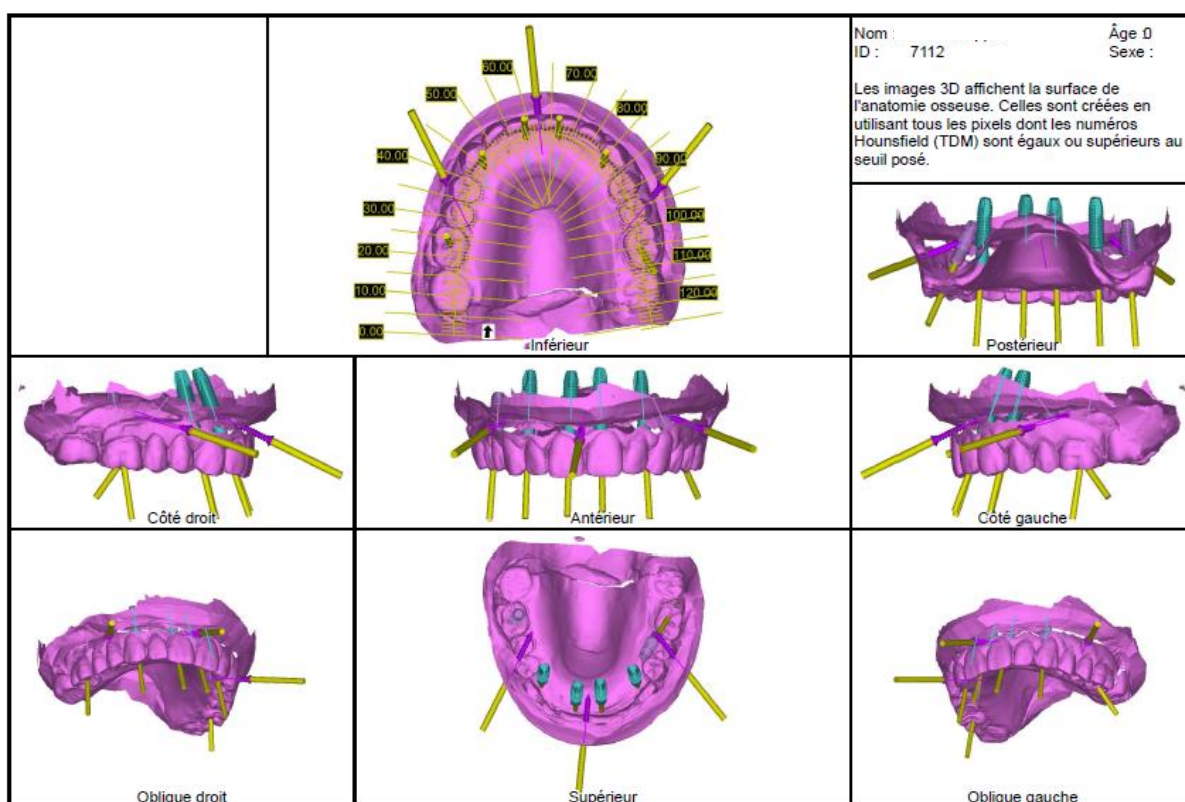 60.00
70.00
50.00
80.00
40.00
90.00
30.00
100.00
20.00
110.00
10.00
120.00
0.00
Inférieur
Nom :
Âge :0
ID : 7112
Sexe :
Les images 3D affichent la surface de
l'anatomie osseuse. Celles sont créées en
utilisant tous les pixels dont les numéros
Hounsfield (TDM) sont égaux ou supérieurs au
seuil posé.
Postérieur
Côté droit
Antérieur
Côté gauche
Oblique droit
Supérieur
Oblique gauche